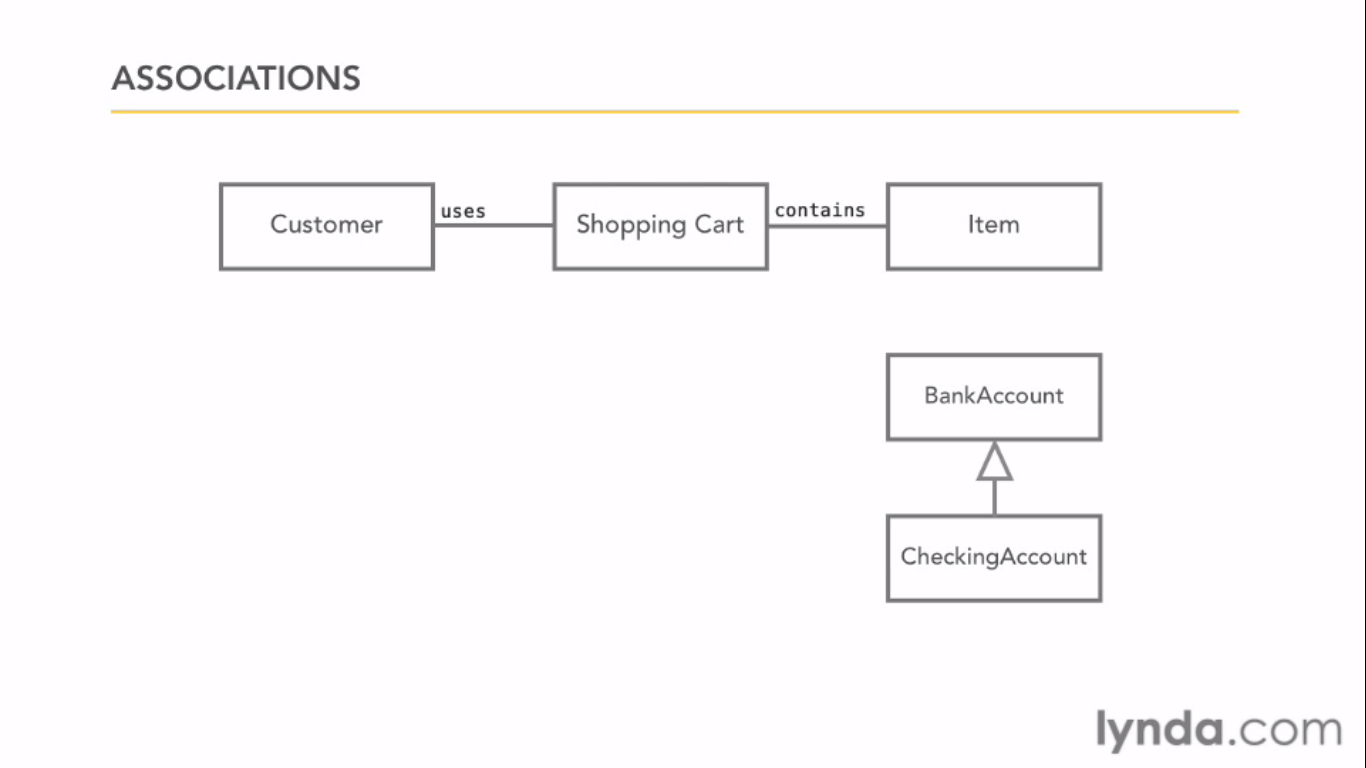 ASSOCIATIONS
Customer
uses
Shopping Cart
contains
Item
BankAccount
CheckingAccount
lynda.com